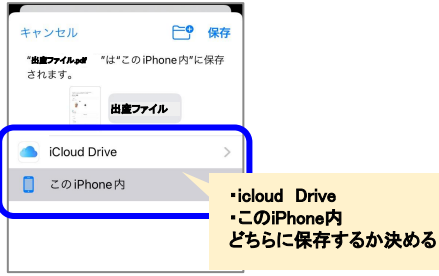 キャンセル 保存
"出産ファイル.pdf "は"このiPhone内"に保存
されます。
出産ファイル
iCloud Drive
このiPhone内
・icloud Drive
・このiPhone内
どちらに保存するか決める